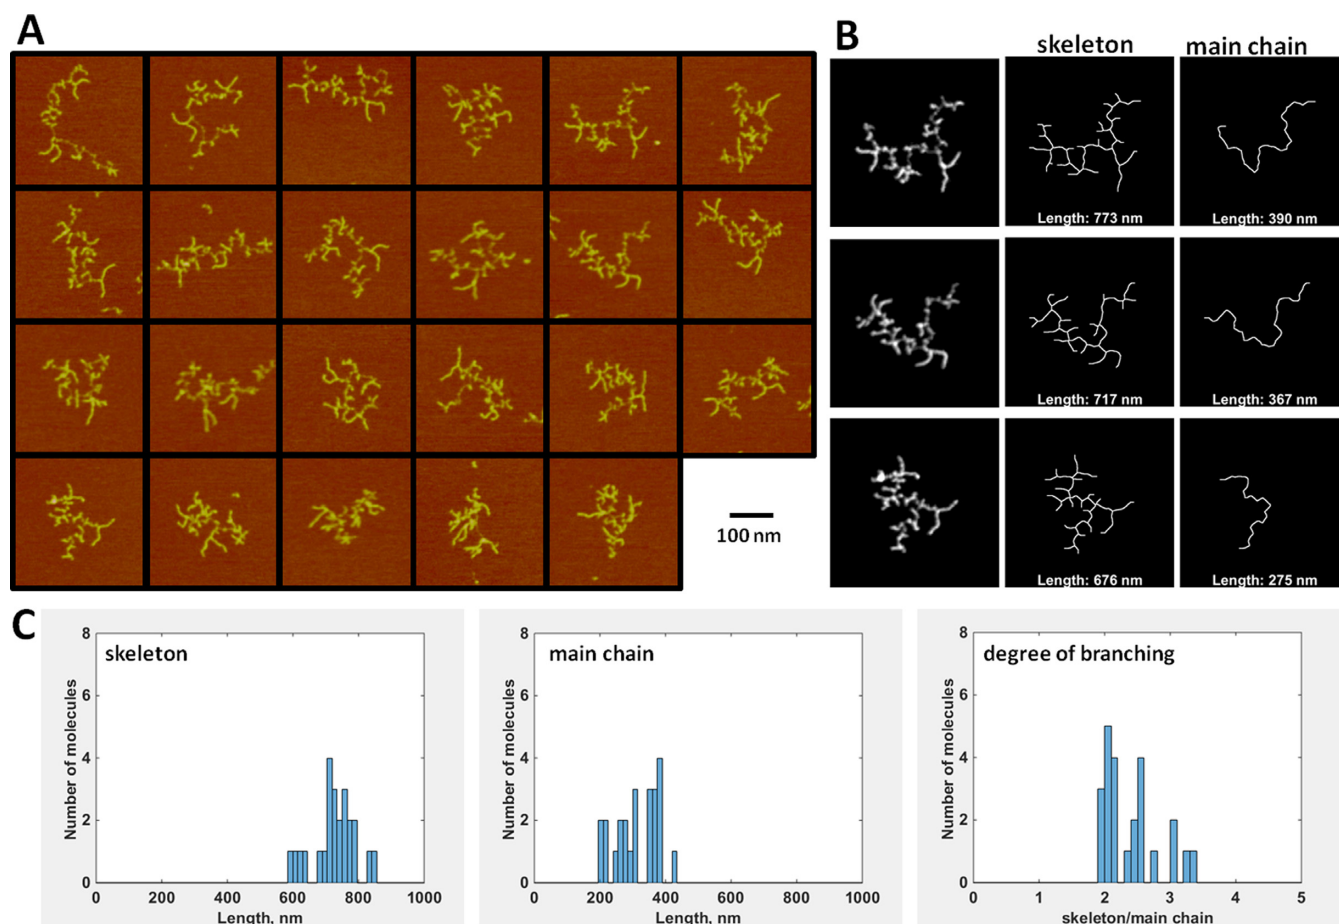 A
B
skeleton main chain
Length: 773 nm Length: 390 nm
Length: 717 nm Length: 367 nm
100 nm
Length: 676 nm Length: 275 nm
C
skeleton
Number of molecules
0 2 4 6 8
0 200 400 600 800 1000
Length, nm
main chain
Number of molecules
0 2 4 6 8
0 200 400 600 800 1000
Length, nm
degree of branching
Number of molecules
0 2 4 6 8
0 1 2 3 4 5
skeleton/main chain